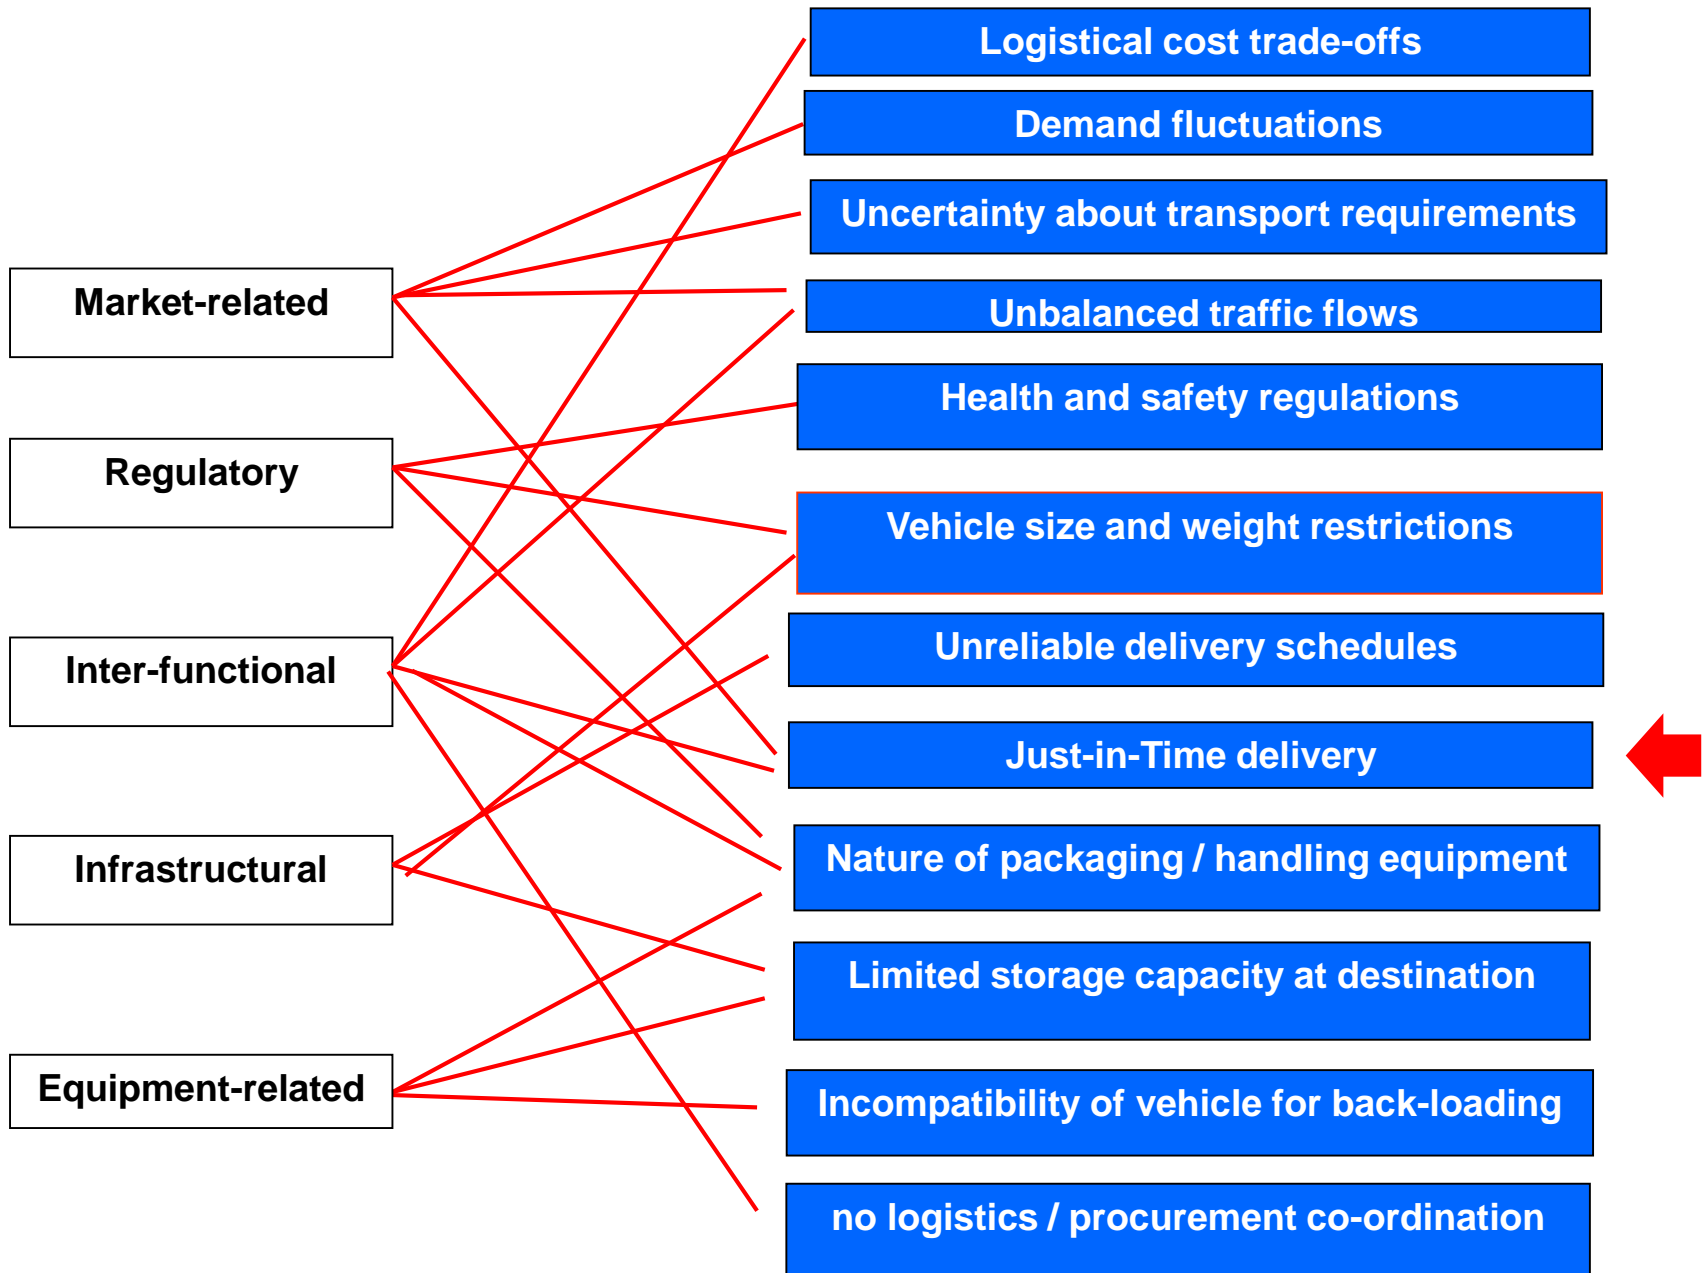 Market-related
Regulatory
Inter-functional
Infrastructural
Equipment-related
Logistical cost trade-offs
Demand fluctuations
Uncertainty about transport requirements
Unbalanced traffic flows
Health and safety regulations
Vehicle size and weight restrictions
Unreliable delivery schedules
Just-in-Time delivery
Nature of packaging / handling equipment
Limited storage capacity at destination
Incompatibility of vehicle for back-loading
no logistics / procurement co-ordination